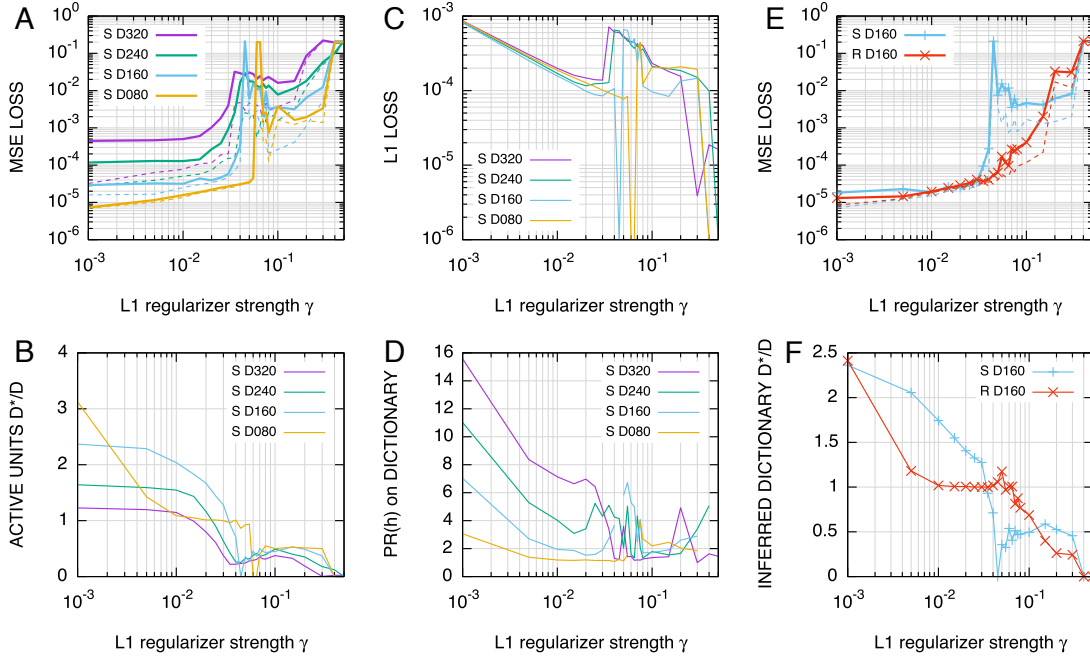 A
S D320
S D240
S D160
S D080
MSE LOSS
10^1
10^0
10^-1
10^-2
10^-3
10^-4
10^-5
10^-6
10^-3
10^-2
10^-1
L1 regularizer strength γ
C
L1 LOSS
10^-3
10^-4
10^-5
10^-6
S D320
S D240
S D160
S D080
10^-3
10^-2
10^-1
L1 regularizer strength γ
E
S D160
R D160
MSE LOSS
10^0
10^-1
10^-2
10^-3
10^-4
10^-5
10^-6
10^-3
10^-2
10^-1
L1 regularizer strength γ
B
ACTIVE UNITS D*/D
4
3
2
1
0
S D320
S D240
S D160
S D080
10^-3
10^-2
10^-1
L1 regularizer strength γ
D
PR(h) on DICTIONARY
16
14
12
10
8
6
4
2
0
S D320
S D240
S D160
S D080
10^-3
10^-2
10^-1
L1 regularizer strength γ
F
INFERRED DICTIONARY D*/D
2.5
2
1.5
1
0.5
0
S D160
R D160
10^-3
10^-2
10^-1
L1 regularizer strength γ